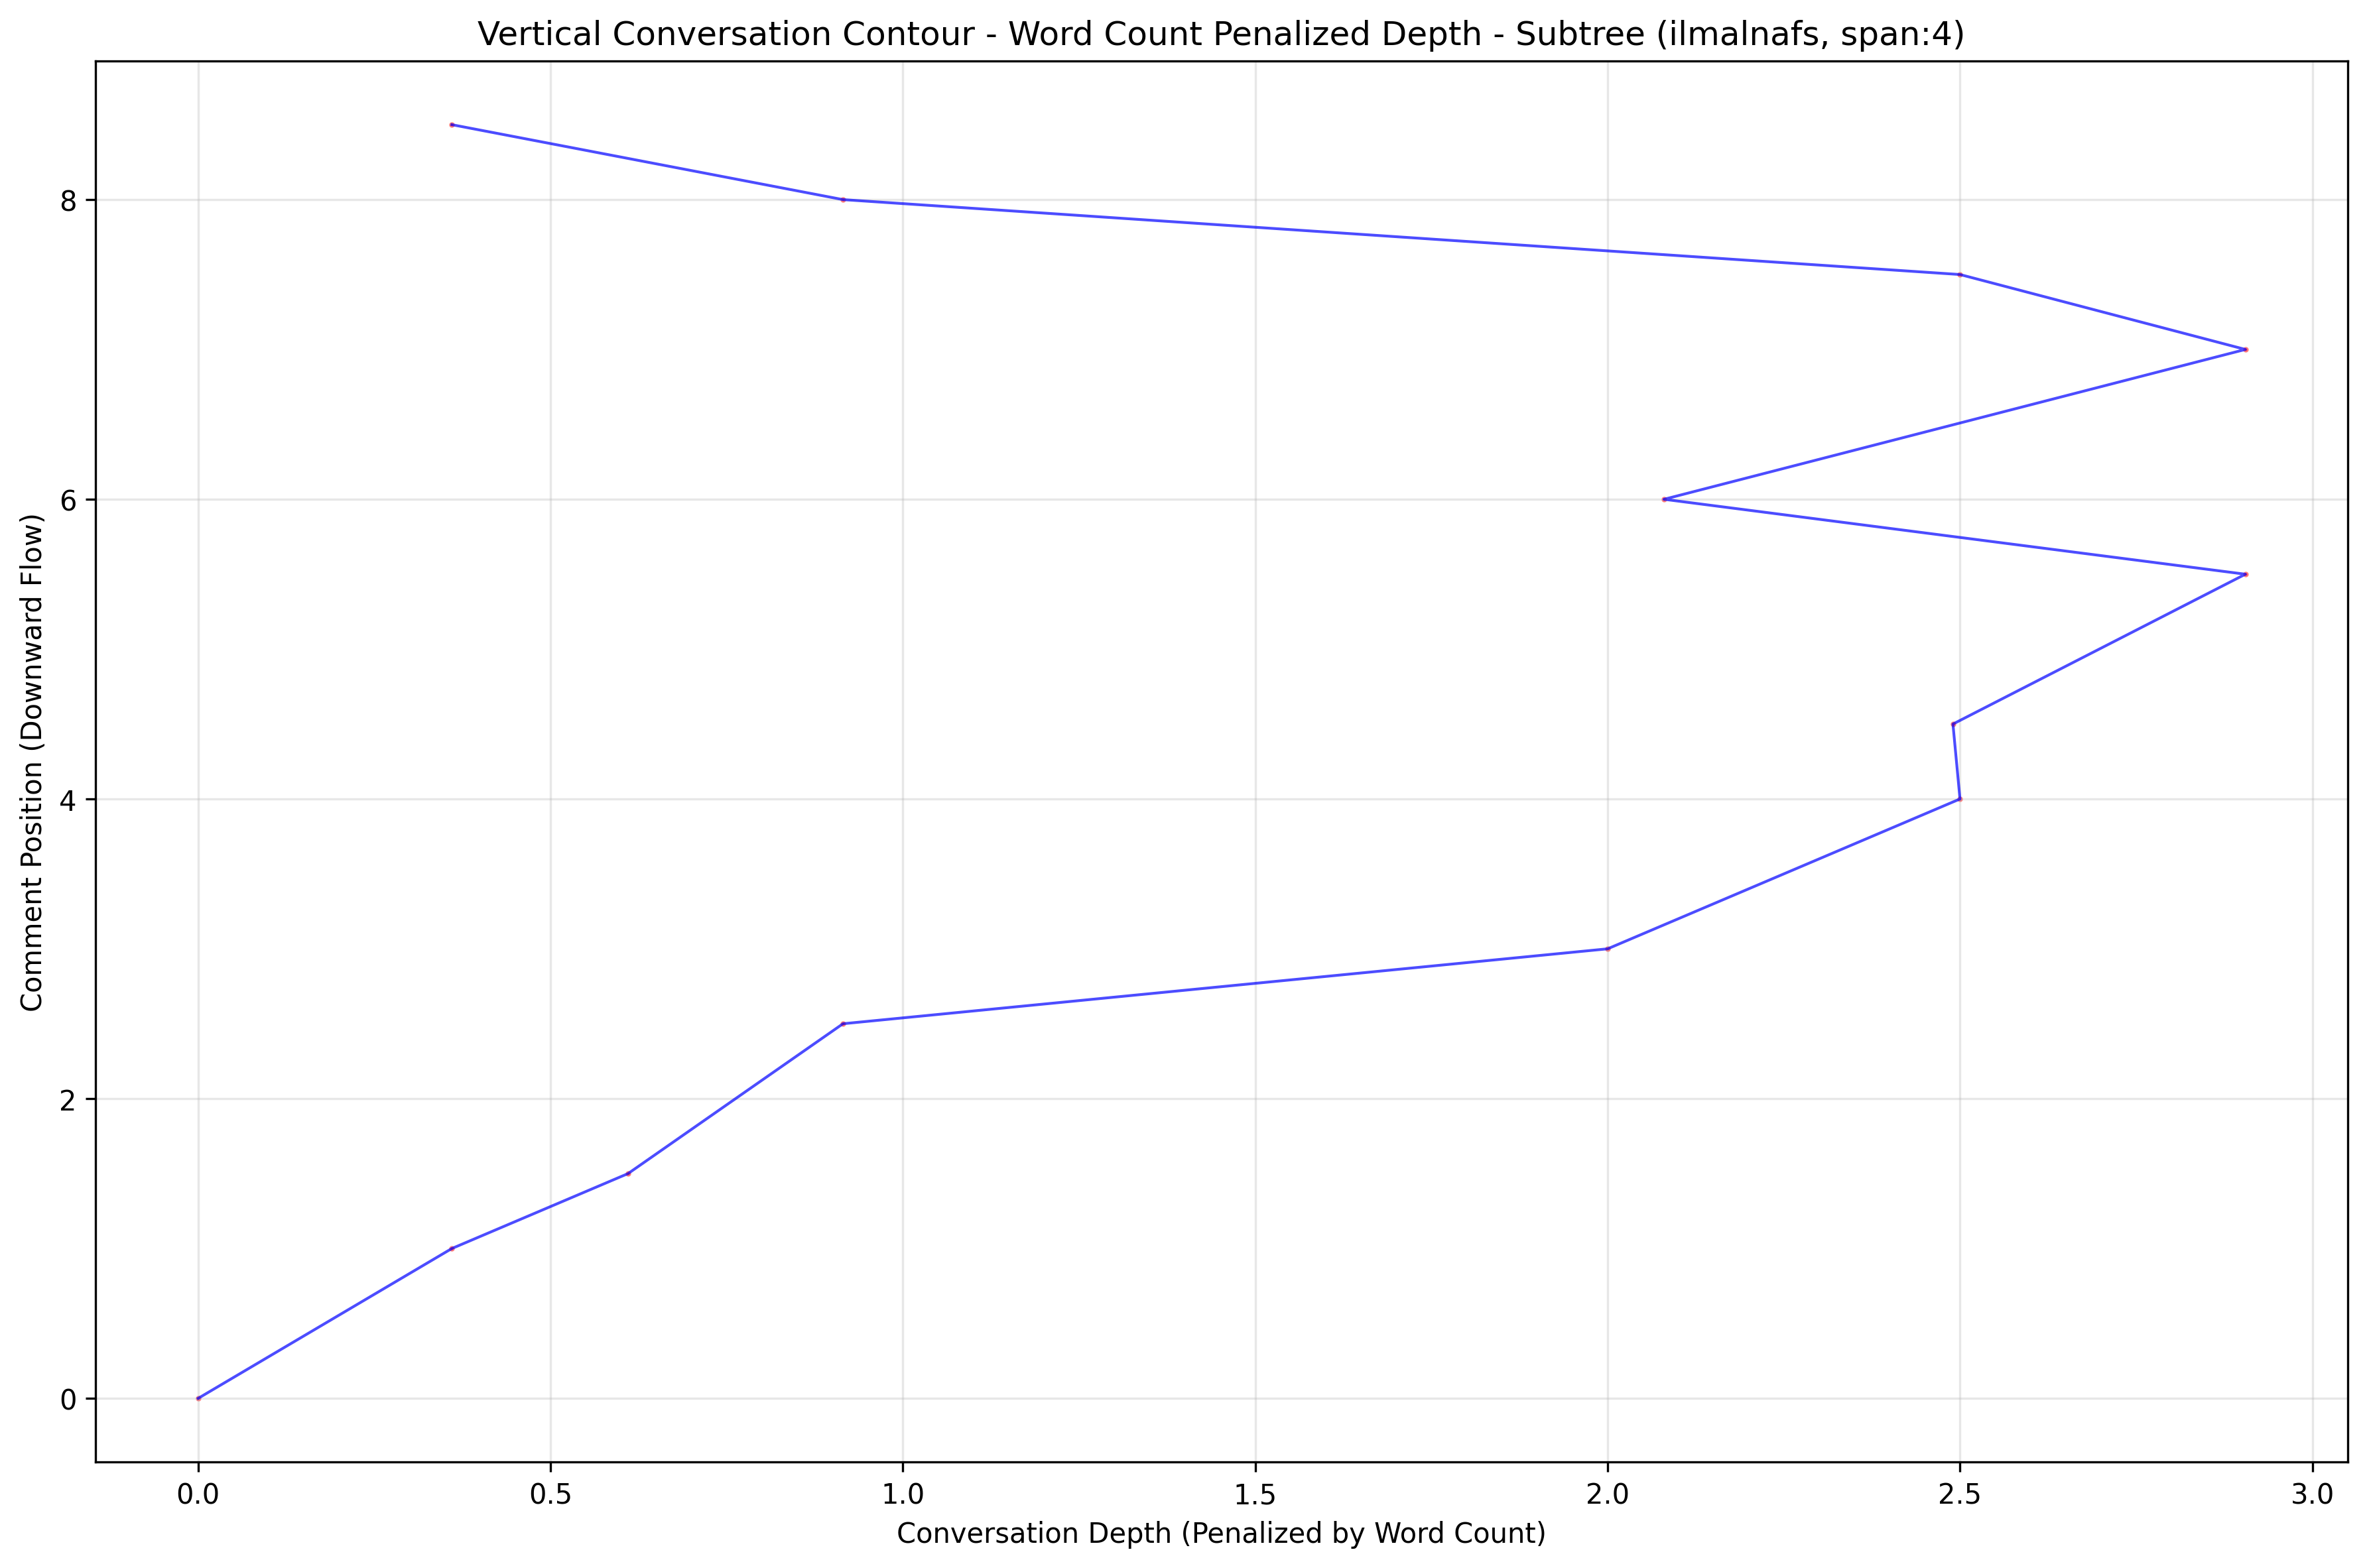 Vertical Conversation Contour - Word Count Penalized Depth - Subtree (ilmalnafs, span:4)
Comment Position (Downward Flow)
8
6
4
2
0
0.0 0.5 1.0 1.5 2.0 2.5 3.0
Conversation Depth (Penalized by Word Count)